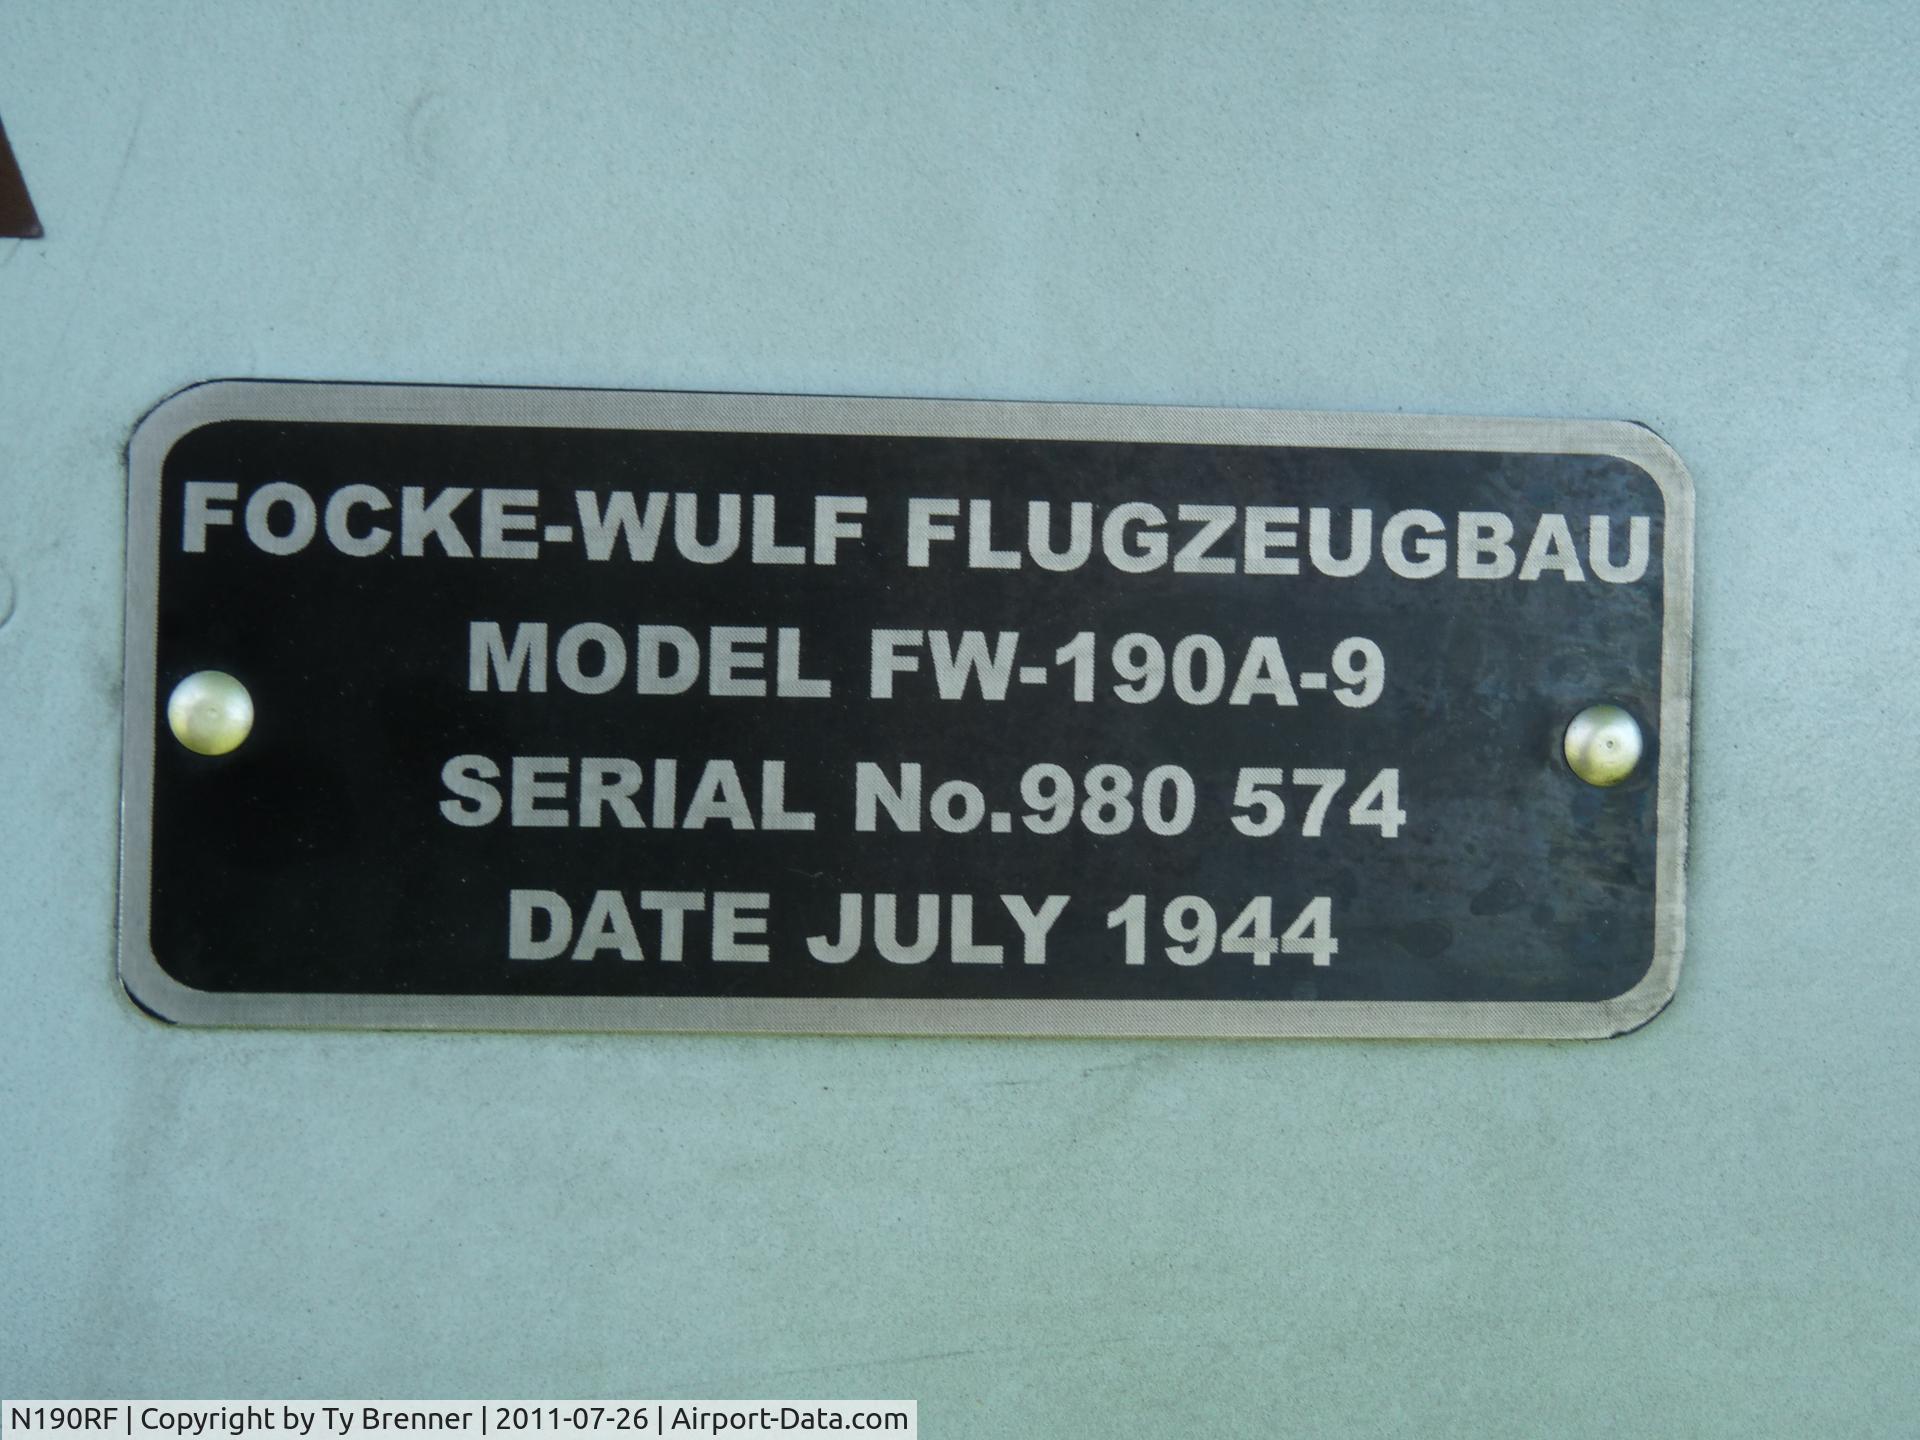 FOCKE-WULF FLUGZEUGBAU
MODEL FW-190A-9
SERIAL No.980 574
DATE JULY 1944
N190RF | Copyright by Ty Brenner | 2011-07-26 | Airport-Data.com